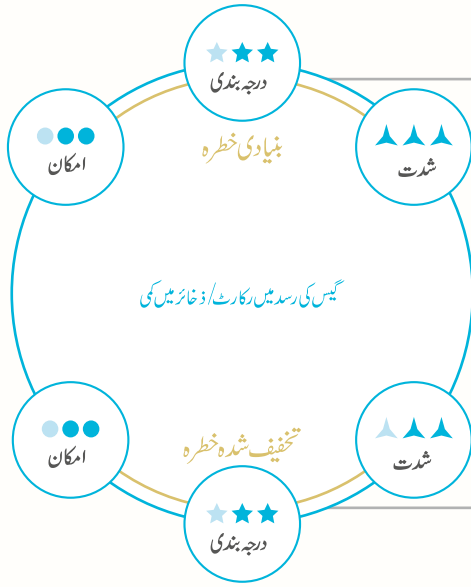 درجہ بندی
شدت
امکان
بنیادی خطرہ
گیس کی رسد میں رکارٹ/ ذخائر میں کمی
تخفیف شدہ خطرہ
شدت
امکان
درجہ بندی